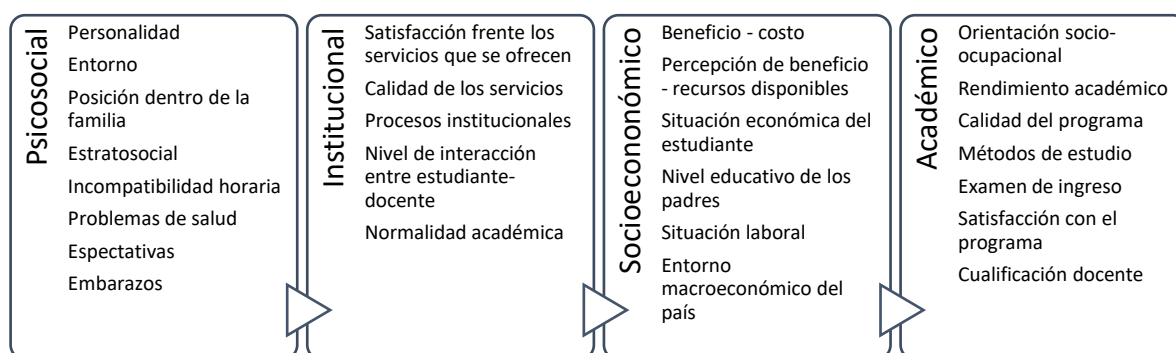 Psicosocial
Personalidad
Entorno
Posición dentro de la
familia
Estratosocial
Incompatibilidad horaria
Problemas de salud
Espectativas
Embarazos
Institucional
Satisfacción frente los
servicios que se ofrecen
Calidad de los servicios
Procesos institucionales
Nivel de interacción
entre estudiante-
docente
Normalidad académica
Socioecononómico
Beneficio - costo
Percepción de beneficio
- recursos disponibles
Situación económica del
estudiante
Nivel educativo de los
padres
Situación laboral
Entorno
macroeconómico del
país
Académico
Orientación socio-
ocupacional
Rendimiento académico
Calidad del programa
Métodos de estudio
Examen de ingreso
Satisfacción con el
programa
Cualificación docente